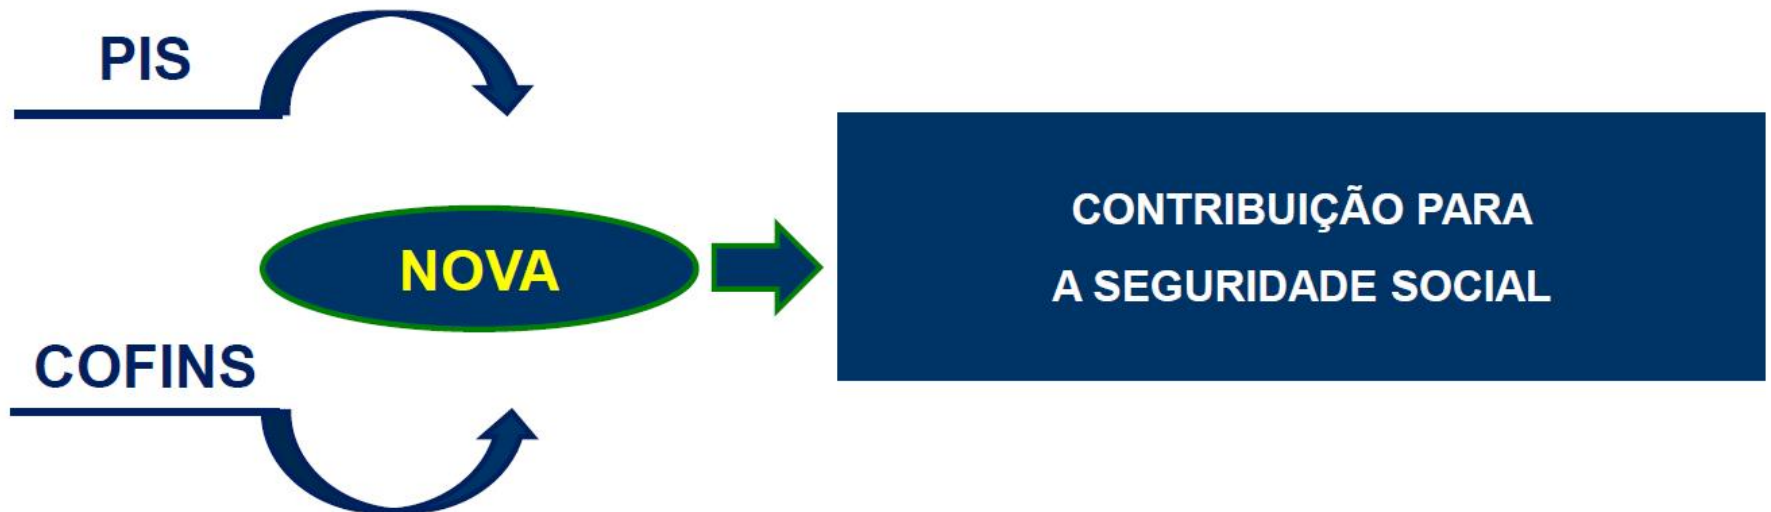 PIS
NOVA
CONTRIBUIÇÃO PARA
A SEGURIDADE SOCIAL
COFINS